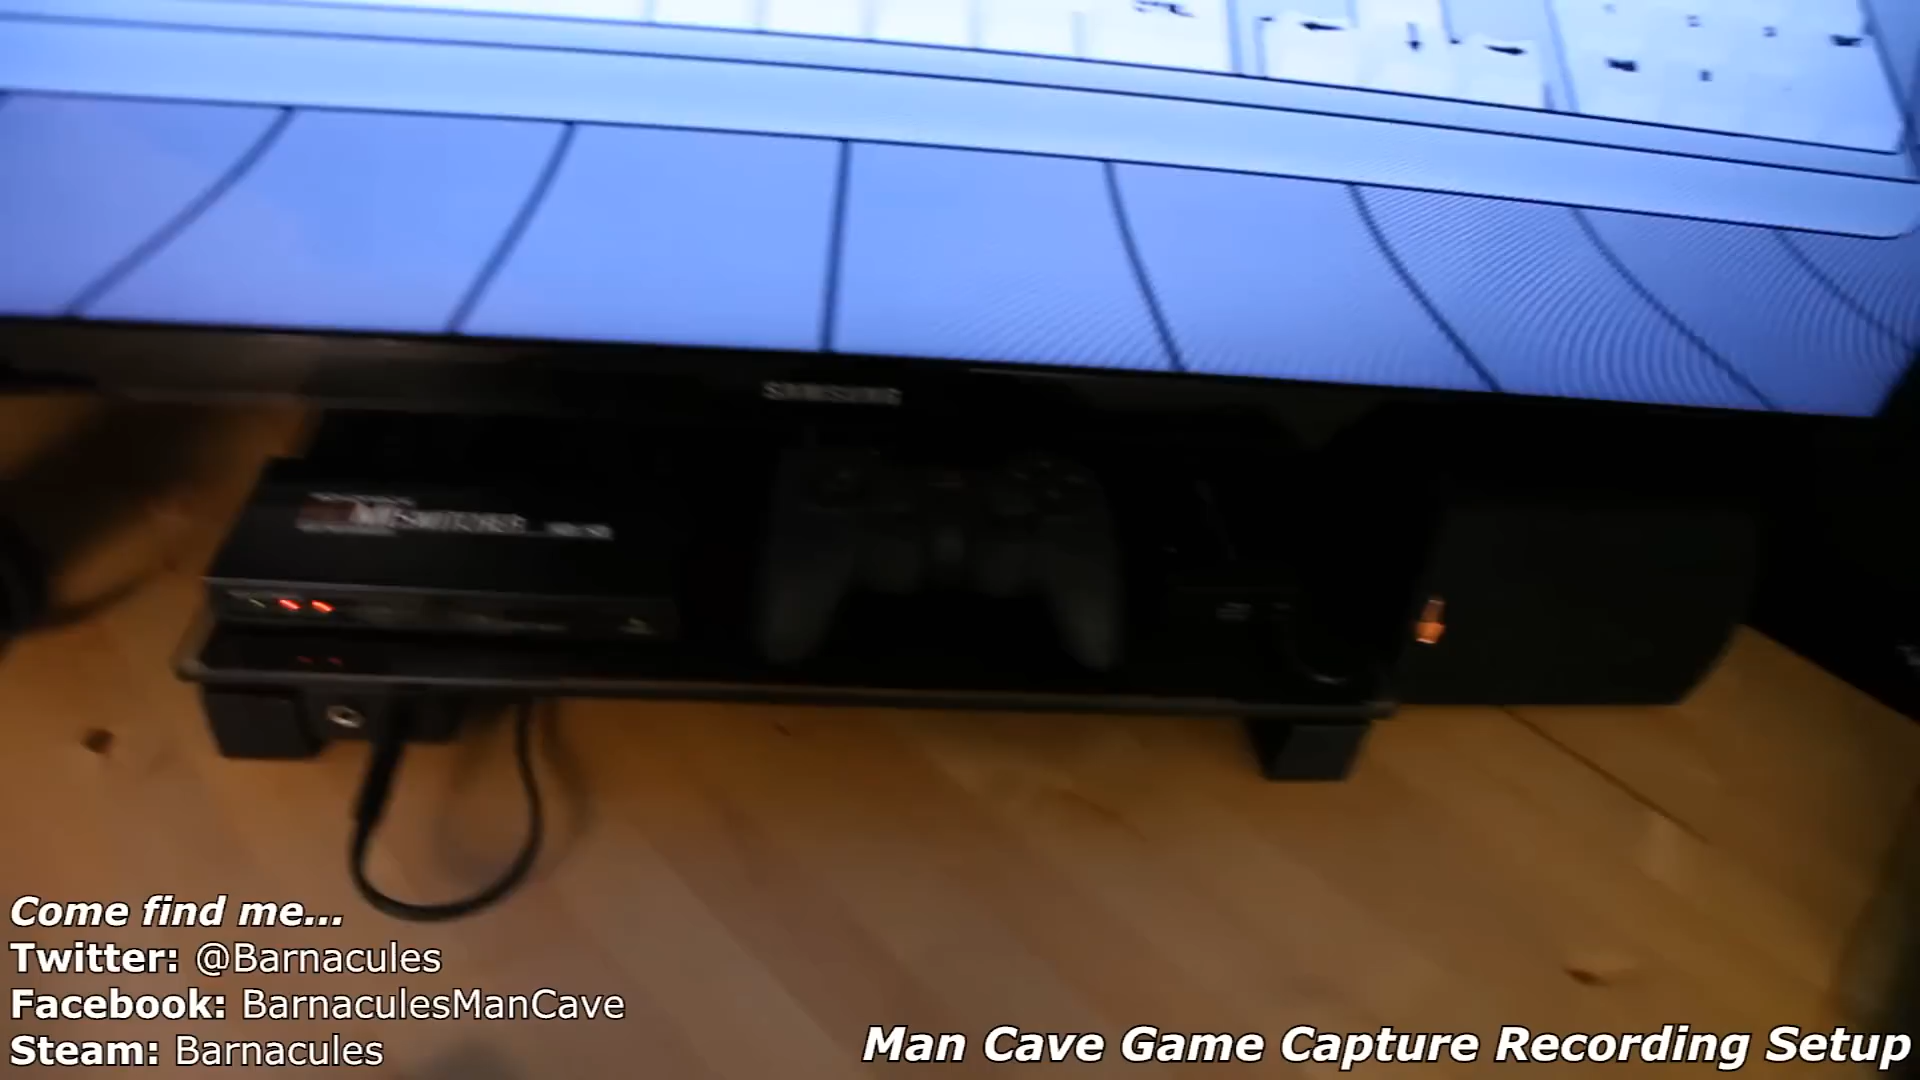 SAMSUNG
Come find me...
Twitter: @Barnacules
Facebook: BarnaculesManCave
Steam: Barnacules
Man Cave Game Capture Recording Setup